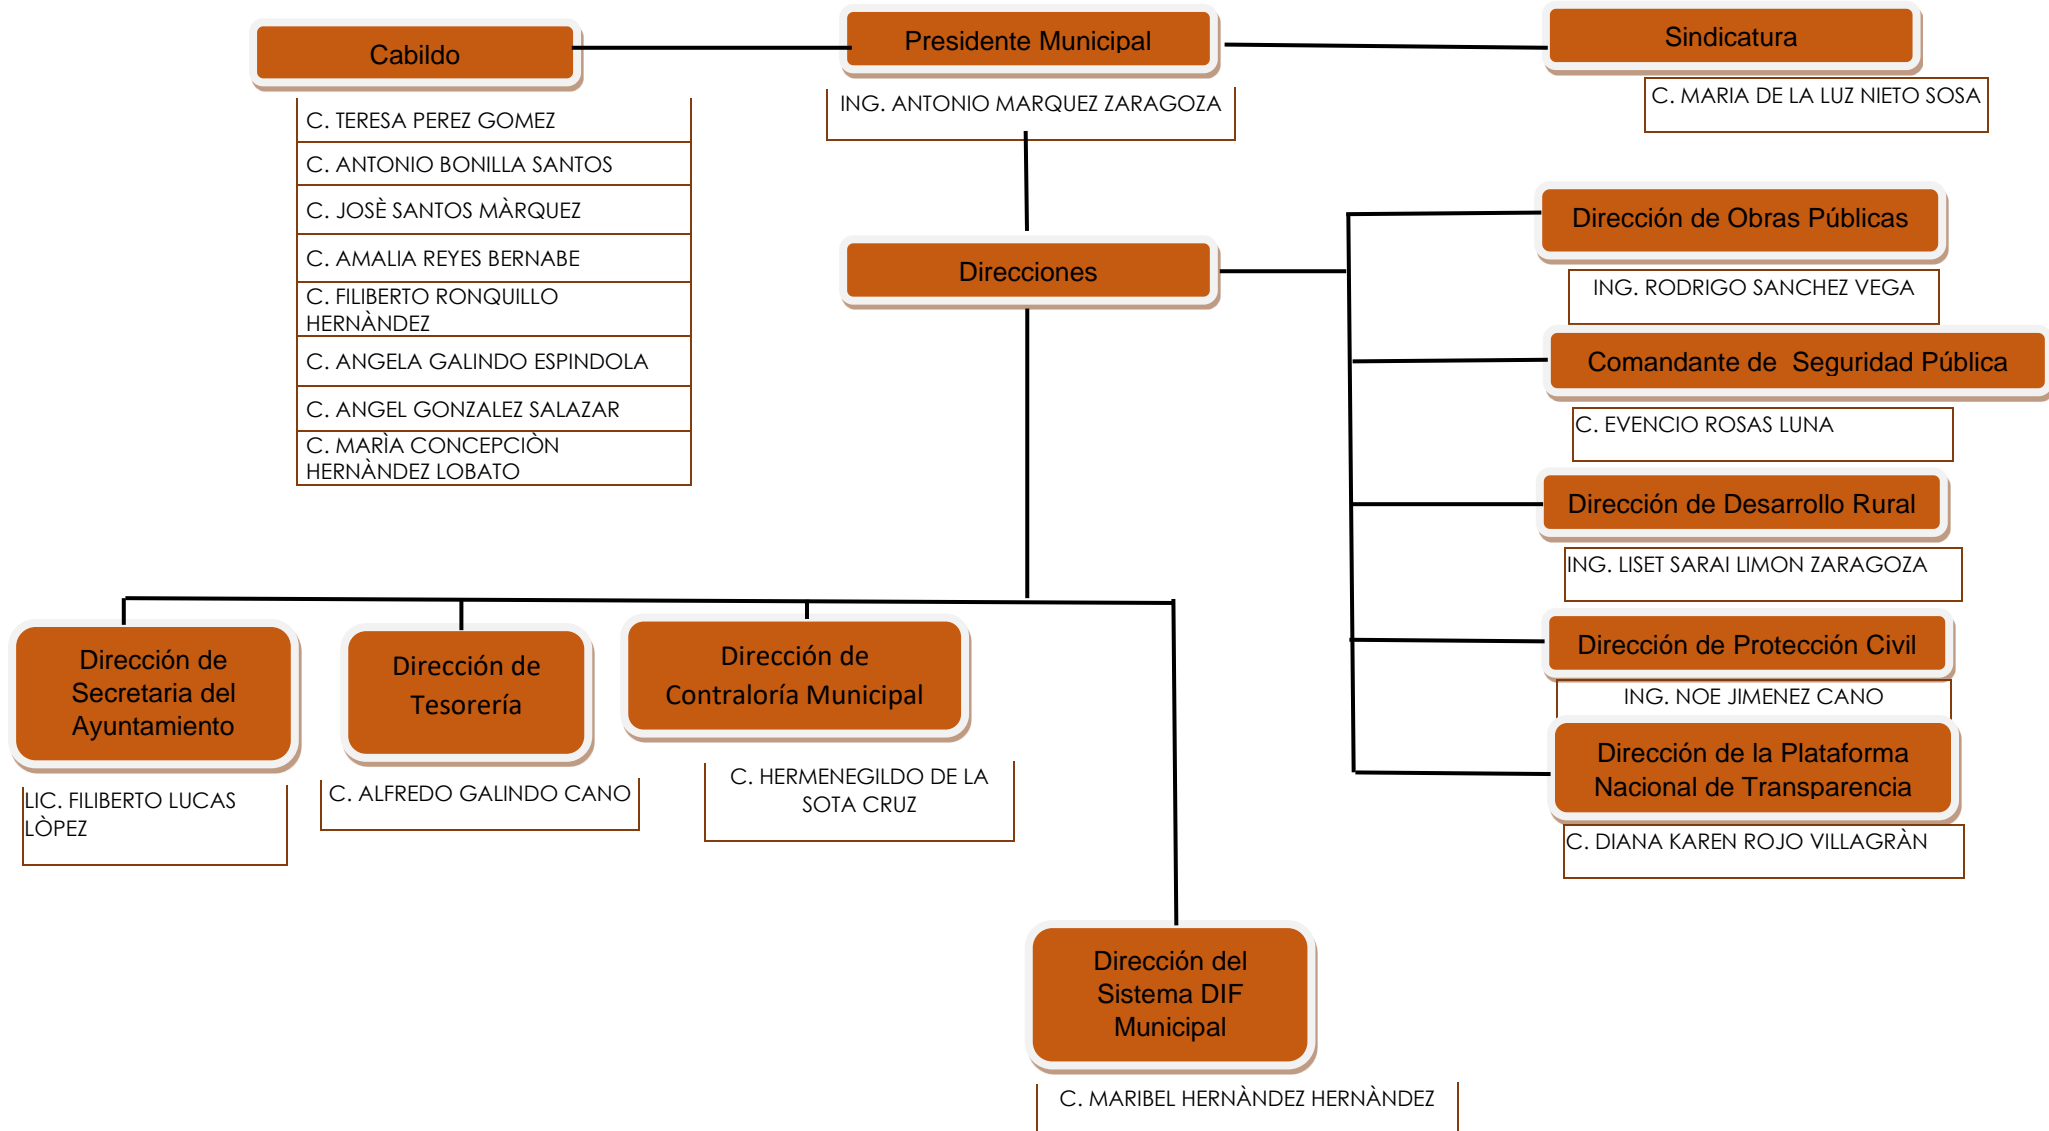 Cabildo
Presidente Municipal
Sindicatura
C. TERESA PEREZ GOMEZ
C. ANTONIO BONILLA SANTOS
C. JOSÈ SANTOS MÀRQUEZ
C. AMALIA REYES BERNABE
C. FILIBERTO RONQUILLO
HERNÀNDEZ
C. ANGELA GALINDO ESPINDOLA
C. ANGEL GONZALEZ SALAZAR
C. MARÌA CONCEPCIÒN
HERNÀNDEZ LOBATO
ING. ANTONIO MARQUEZ ZARAGOZA
C. MARIA DE LA LUZ NIETO SOSA
Direcciones
Dirección de Obras Públicas
ING. RODRIGO SANCHEZ VEGA
Comandante de  Seguridad Pública
C. EVENCIO ROSAS LUNA
Dirección de Desarrollo Rural
ING. LISET SARAI LIMON ZARAGOZA
Dirección de Protección Civil
ING. NOE JIMENEZ CANO
Dirección de la Plataforma
Nacional de Transparencia
C. DIANA KAREN ROJO VILLAGRÀN
Dirección de
Secretaria del
Ayuntamiento
LIC. FILIBERTO LUCAS
LÒPEZ
Dirección de
Tesorería
C. ALFREDO GALINDO CANO
Dirección de
Contraloría Municipal
C. HERMENEGILDO DE LA
SOTA CRUZ
Dirección del
Sistema DIF
Municipal
C. MARIBEL HERNÀNDEZ HERNÀNDEZ